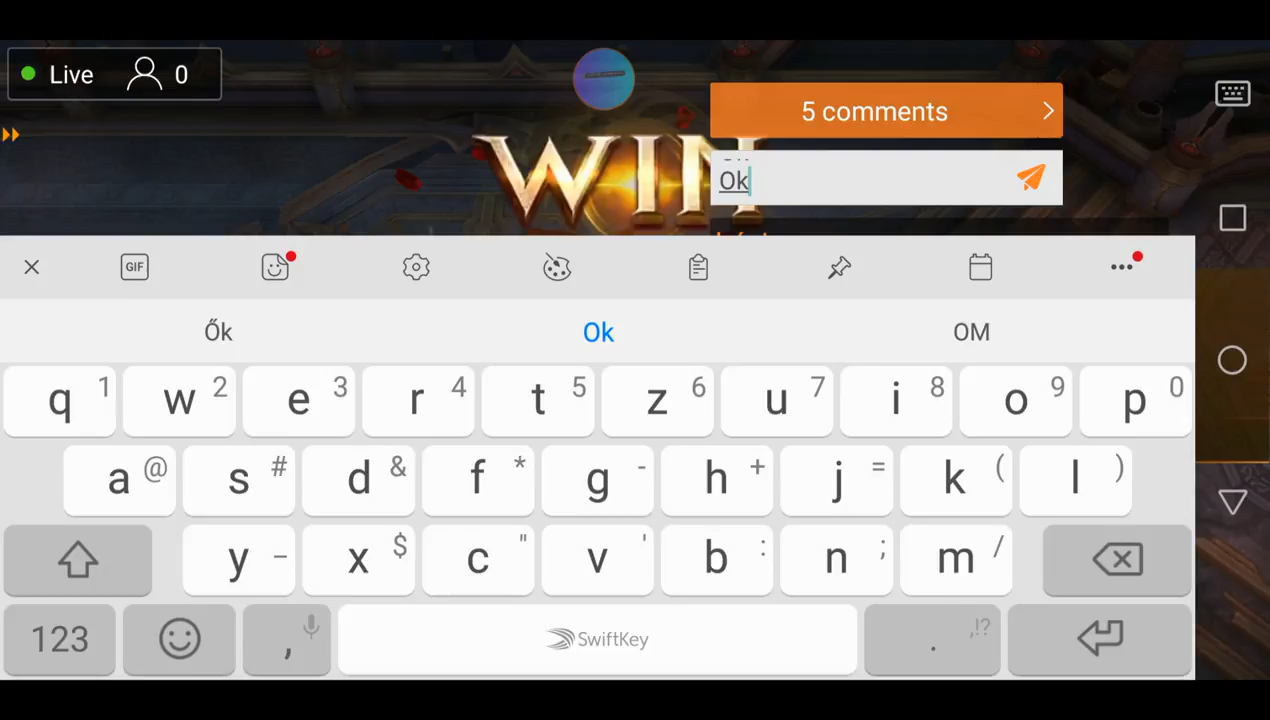 Live 0
5 comments
WIN
Ok
GIF
Ők Ok OM
q 1 w 2 e 3 r 4 t 5 z 6 u 7 i 8 o 9 p 0
a @ s # d & f * g - h + j = k ( l )
y _ x $ c " v ' b : n ; m /
123 , SwiftKey . ,!?